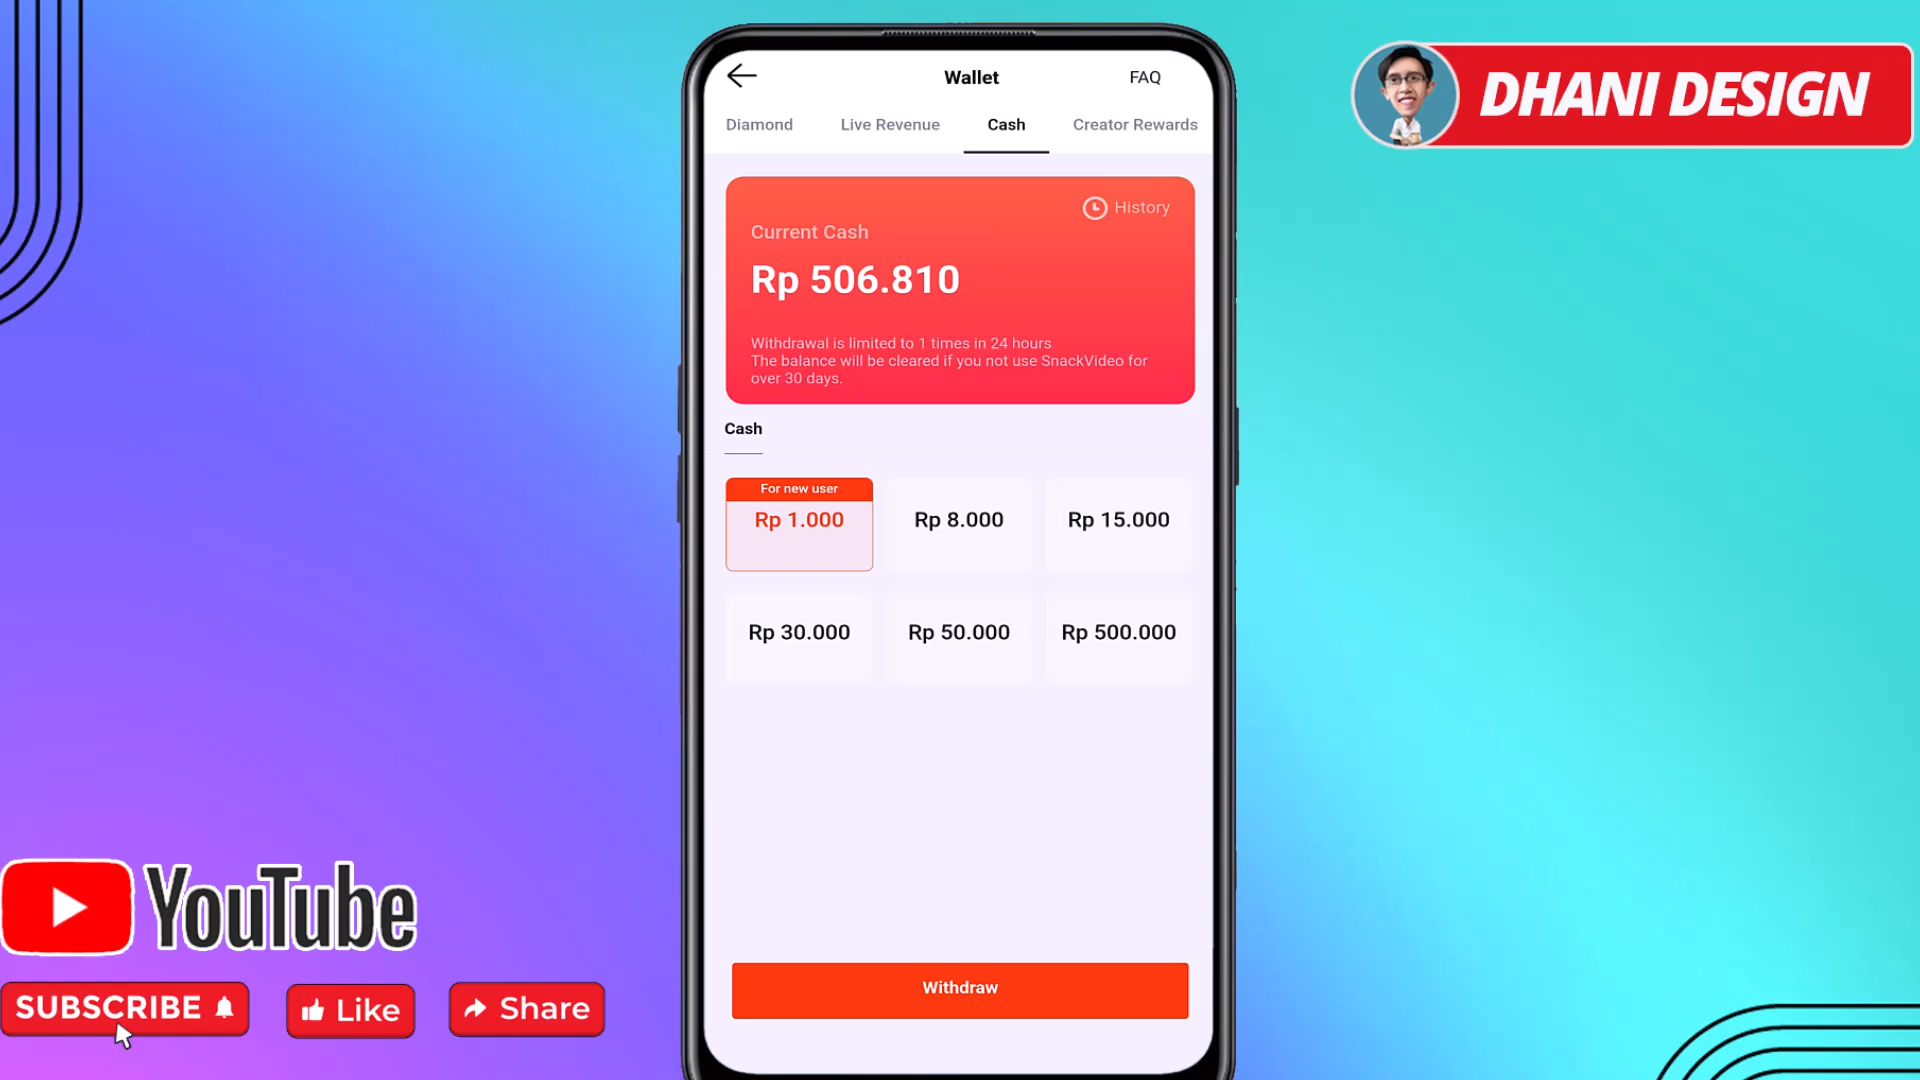 Wallet
FAQ
Diamond
Live Revenue
Cash
Creator Rewards
History
Current Cash
Rp 506.810
Withdrawal is limited to 1 times in 24 hours
The balance will be cleared if you not use SnackVideo for
over 30 days.
Cash
For new user
Rp 1.000
Rp 8.000
Rp 15.000
Rp 30.000
Rp 50.000
Rp 500.000
Withdraw
DHANI DESIGN
YouTube
SUBSCRIBE
Like
Share